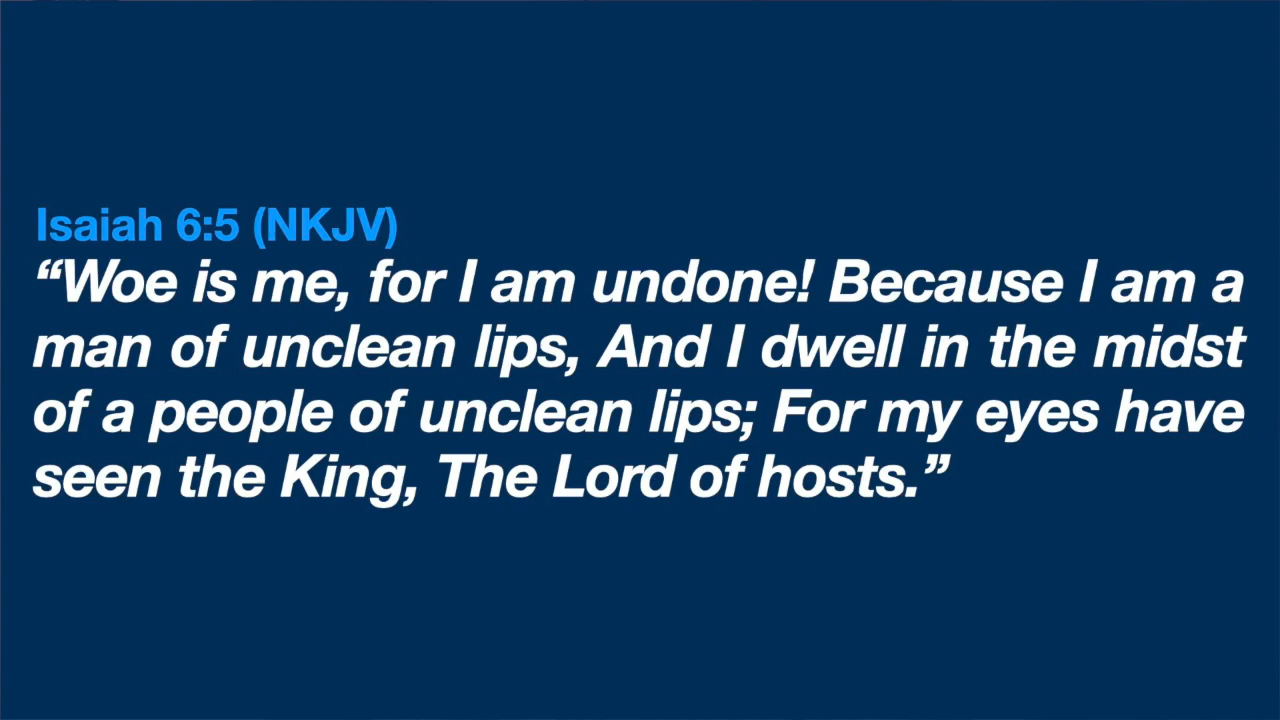 Isaiah 6:5 (NKJV)
“Woe is me, for I am undone! Because I am a
man of unclean lips, And I dwell in the midst
of a people of unclean lips; For my eyes have
seen the King, The Lord of hosts.”